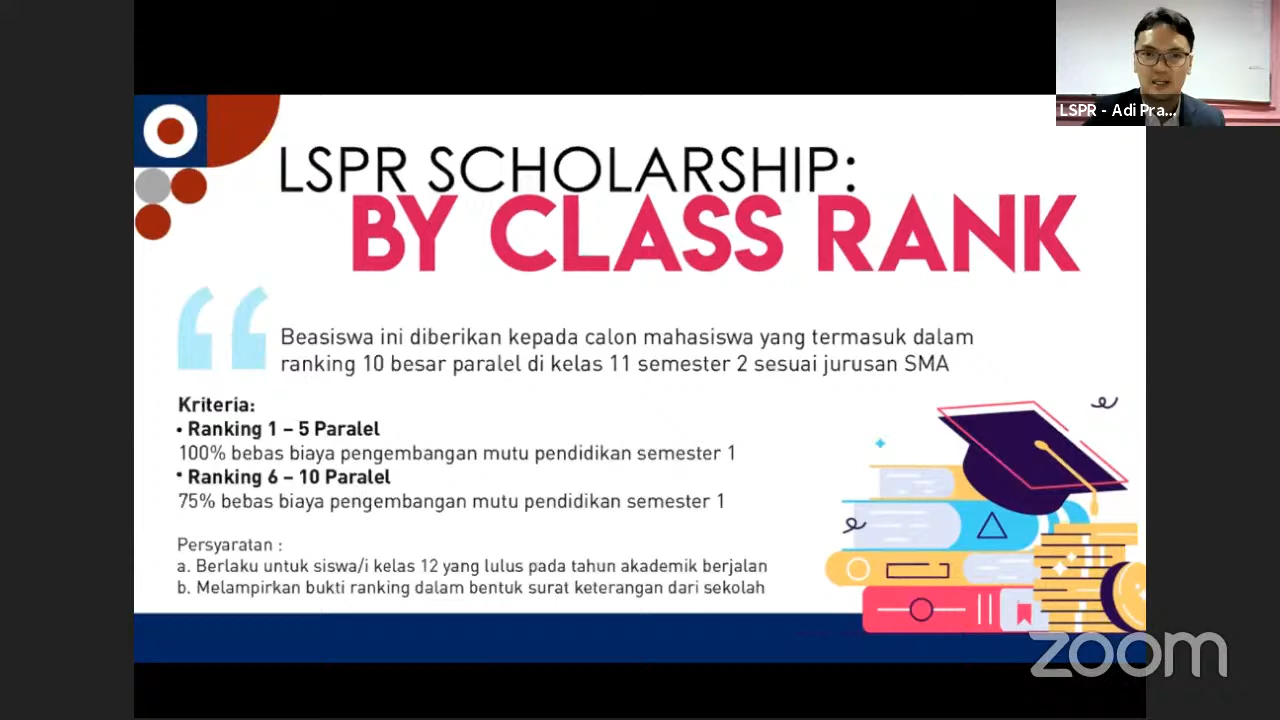 LSPR - Adi Pra...
LSPR SCHOLARSHIP:
BY CLASS RANK
Beasiswa ini diberikan kepada calon mahasiswa yang termasuk dalam
ranking 10 besar paralel di kelas 11 semester 2 sesuai jurusan SMA
Kriteria:
• Ranking 1 – 5 Paralel
100% bebas biaya pengembangan mutu pendidikan semester 1
• Ranking 6 – 10 Paralel
75% bebas biaya pengembangan mutu pendidikan semester 1
Persyaratan :
a. Berlaku untuk siswa/i kelas 12 yang lulus pada tahun akademik berjalan
b. Melampirkan bukti ranking dalam bentuk surat keterangan dari sekolah
zoom